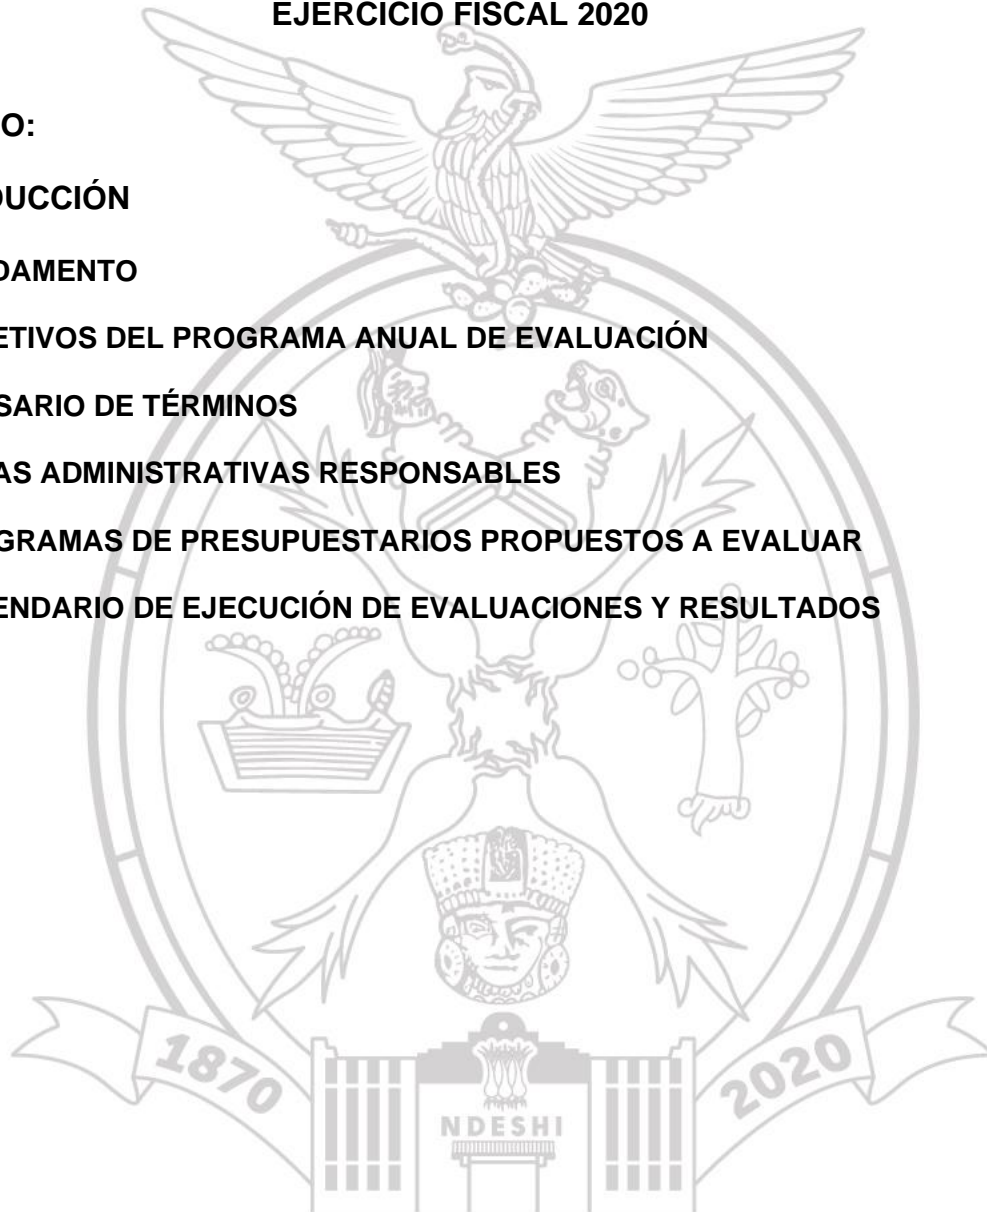 EJERCICIO FISCAL 2020
O:
DUCCIÓN
DAMENTO
ETIVOS DEL PROGRAMA ANUAL DE EVALUACIÓN
SARIO DE TÉRMINOS
AS ADMINISTRATIVAS RESPONSABLES
GRAMAS DE PRESUPUESTARIOS PROPUESTOS A EVALUAR
ENDARIO DE EJECUCIÓN DE EVALUACIONES Y RESULTADOS
1870
2020
NDESHI